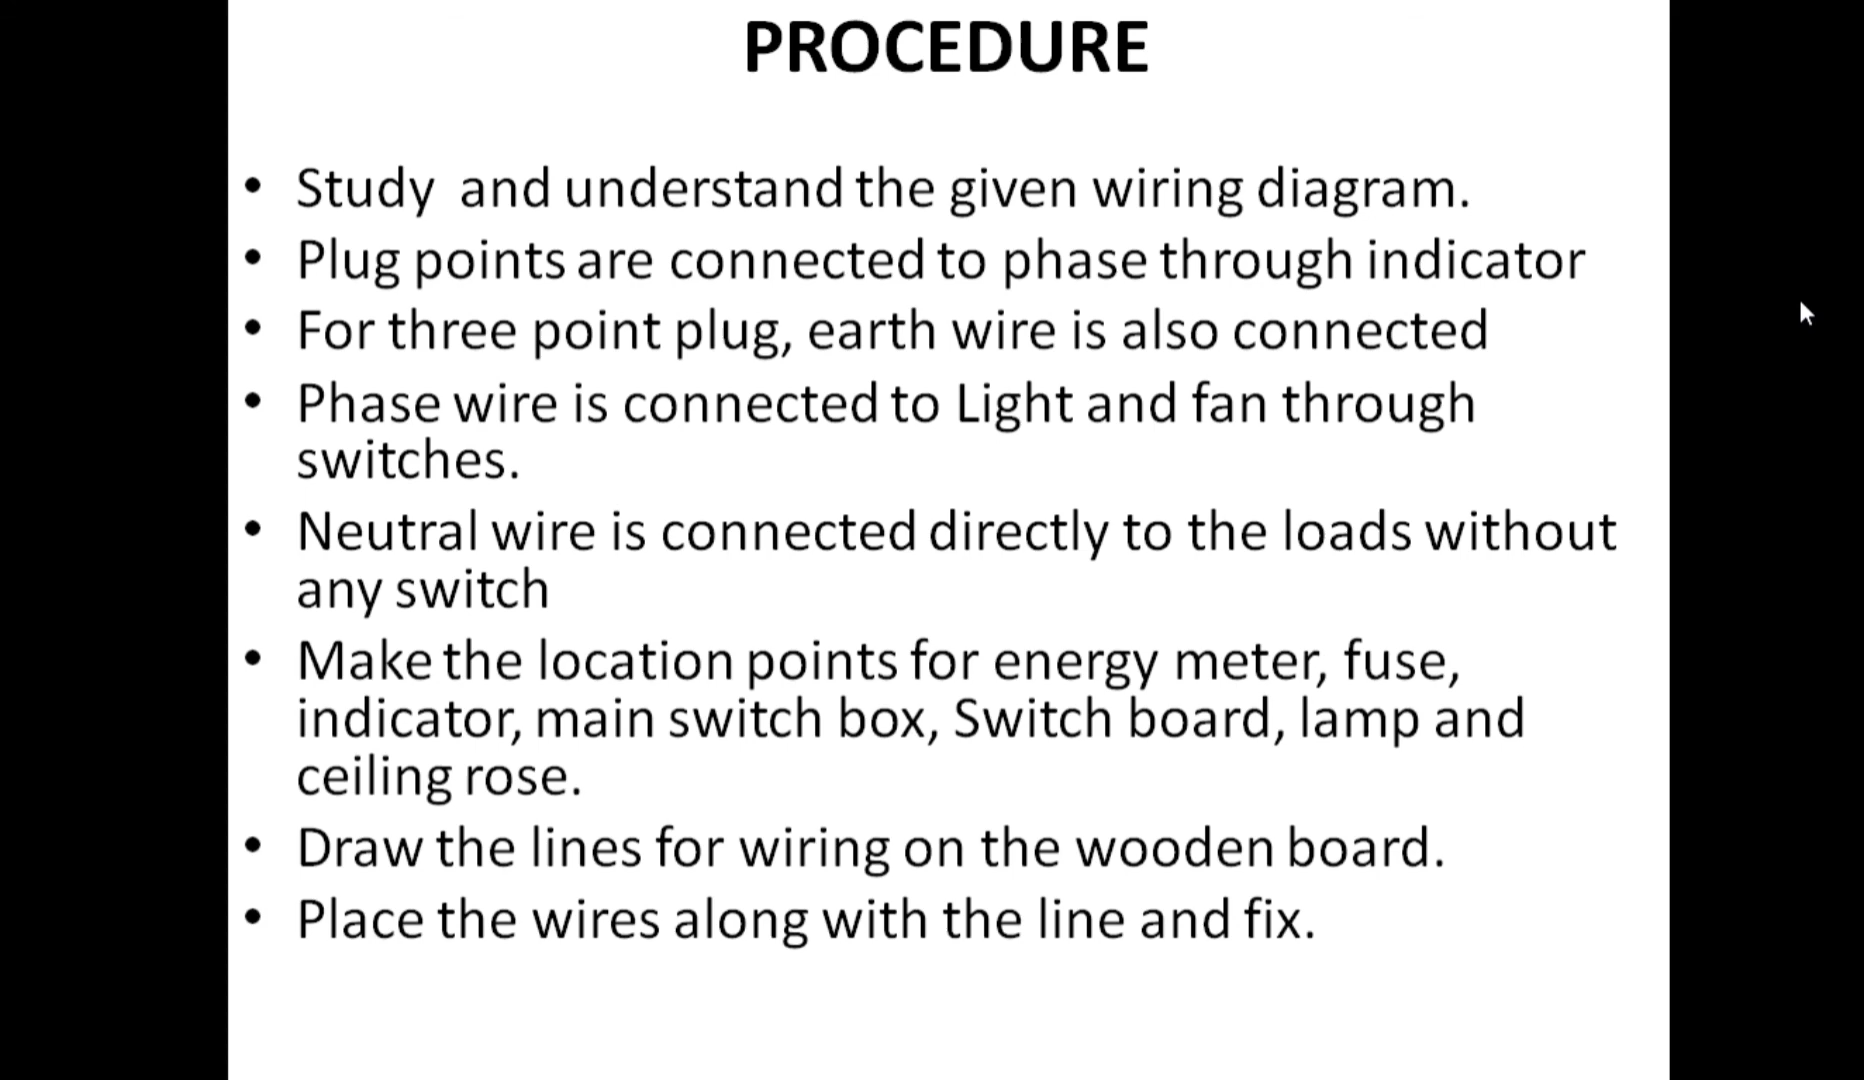 PROCEDURE
• Study and understand the given wiring diagram.
• Plug points are connected to phase through indicator
• For three point plug, earth wire is also connected
• Phase wire is connected to Light and fan through
switches.
• Neutral wire is connected directly to the loads without
any switch
• Make the location points for energy meter, fuse,
indicator, main switch box, Switch board, lamp and
ceiling rose.
• Draw the lines for wiring on the wooden board.
• Place the wires along with the line and fix.